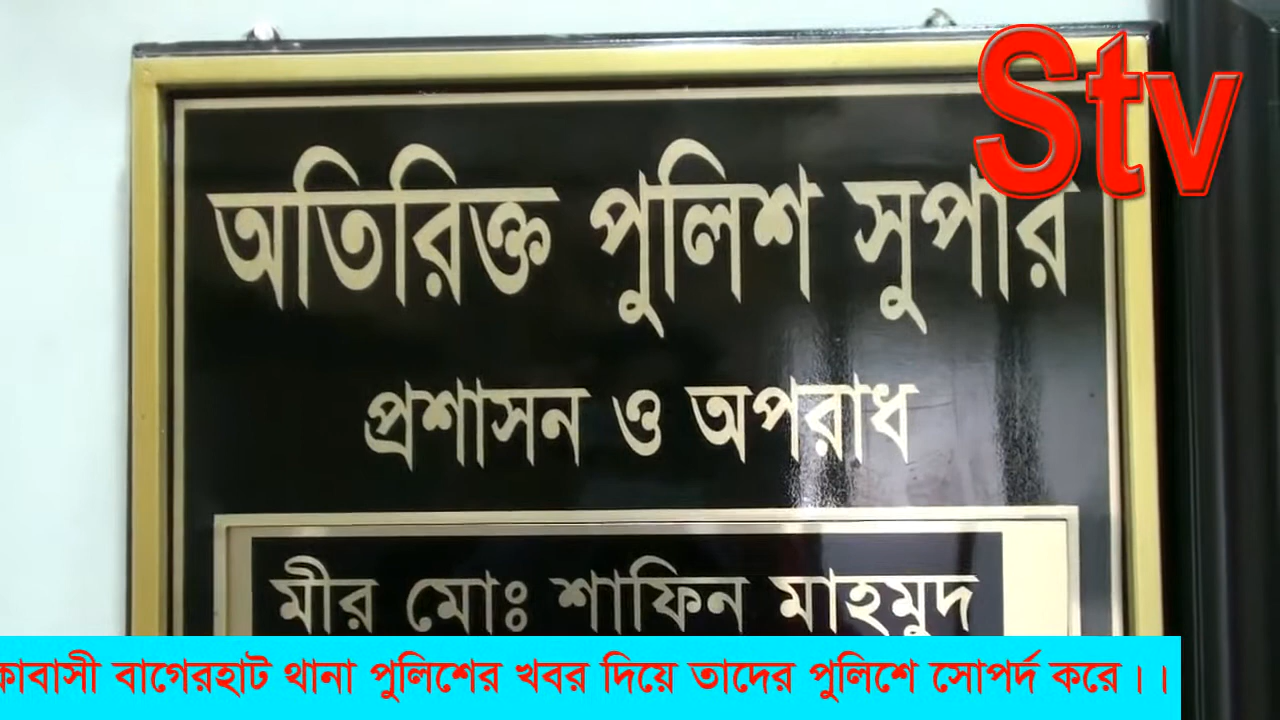 Stv
অতিরিক্ত পুলিশ সুপার
প্রশাসন ও অপরাধ
মীর মোঃ শাফিন মাহমুদ
বাগেরহাট থানা পুলিশের খবর দিয়ে তাদের পুলিশে সোপর্দ করে।।